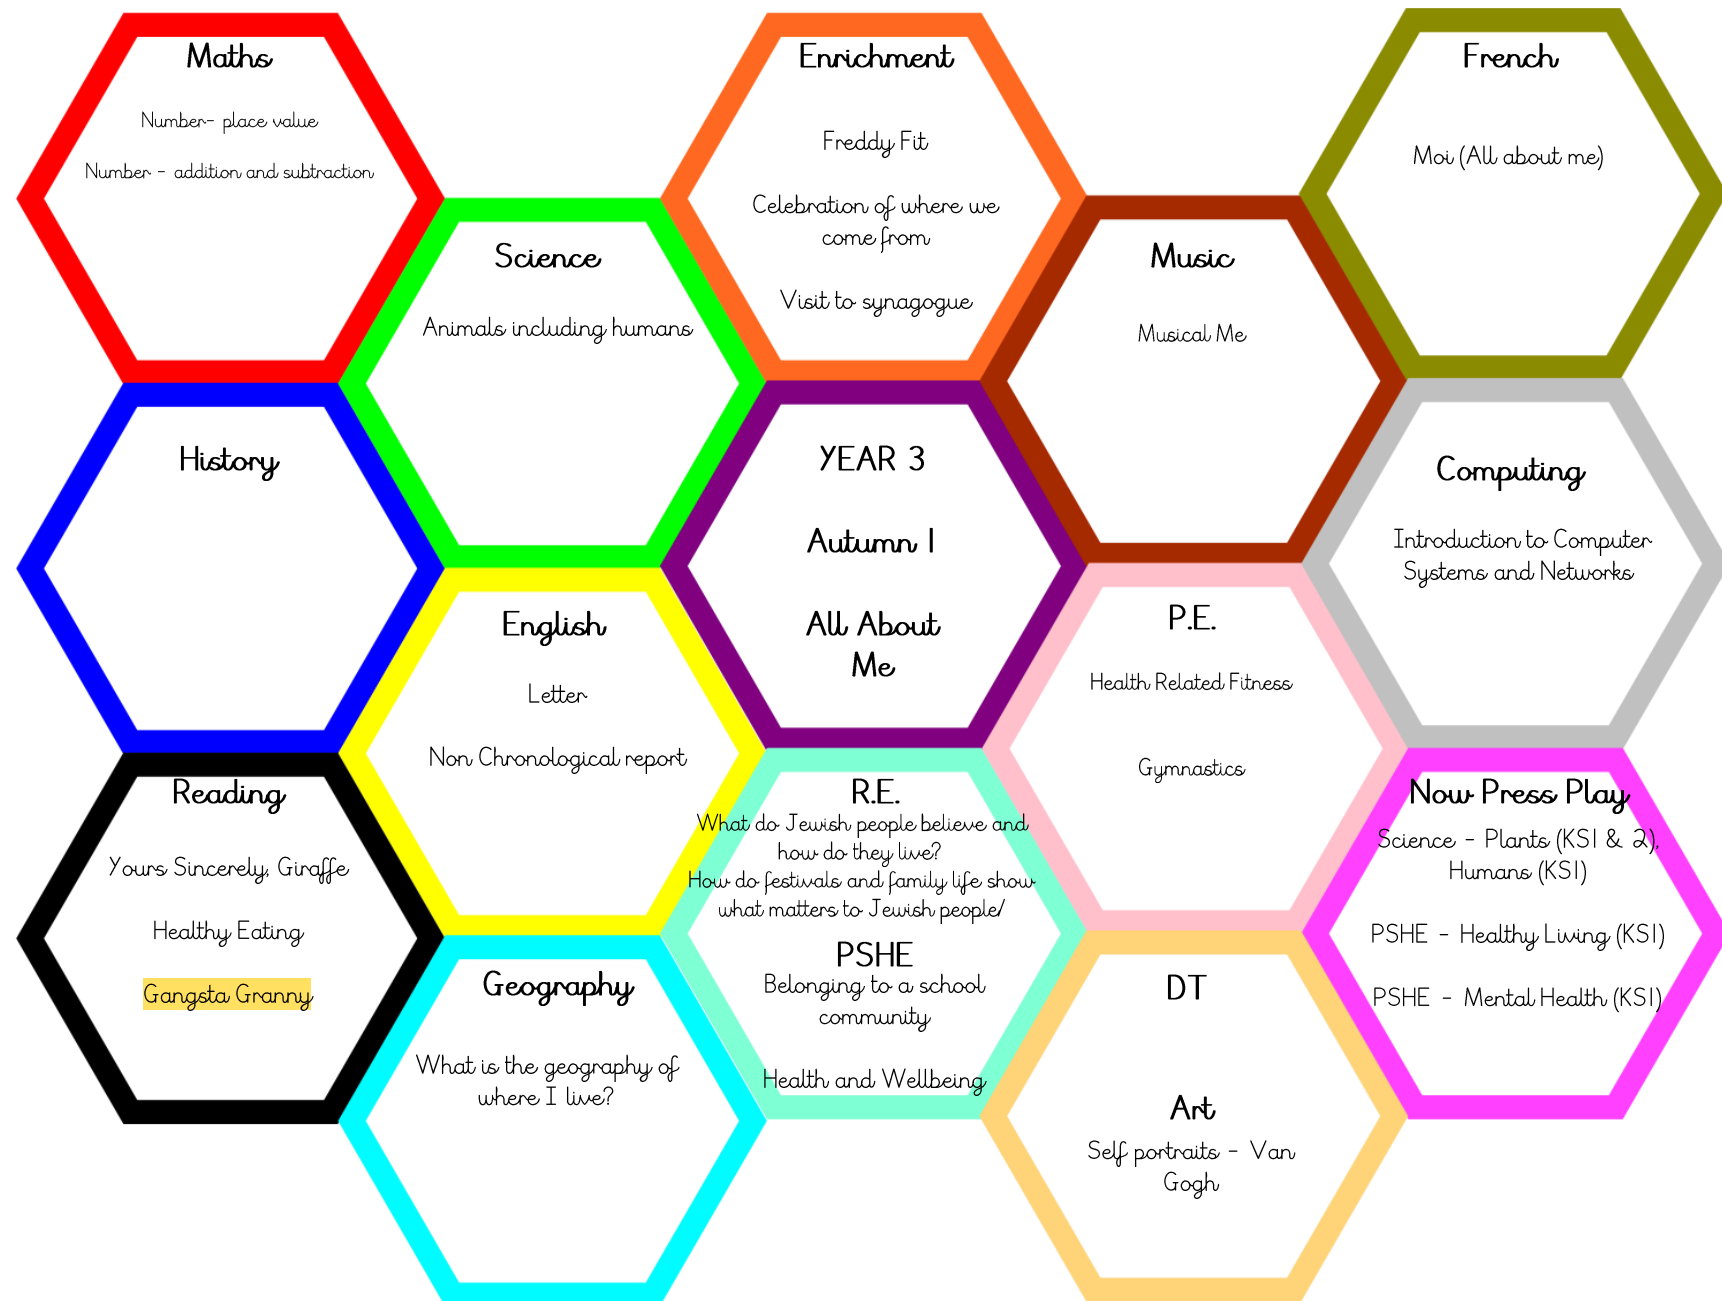 Maths
Number- place value
Number - addition and subtraction
Enrichment
Freddy Fit
Celebration of where we
come from
Visit to synagogue
French
Moi (All about me)
Science
Animals including humans
Music
Musical Me
History
YEAR 3
Autumn 1
All About
Me
Computing
Introduction to Computer
Systems and Networks
English
Letter
Non Chronological report
P.E.
Health Related Fitness
Gymnastics
Reading
Yours Sincerely, Giraffe
Healthy Eating
Gangsta Granny
R.E.
What do Jewish people believe and
how do they live?
How do festivals and family life show
what matters to Jewish people/
PSHE
Belonging to a school
community
Health and Wellbeing
Now Press Play
Science - Plants (KS1 & 2),
Humans (KS1)
PSHE - Healthy Living (KS1)
PSHE - Mental Health (KS1)
Geography
What is the geography of
where I live?
DT
Art
Self portraits - Van
Gogh